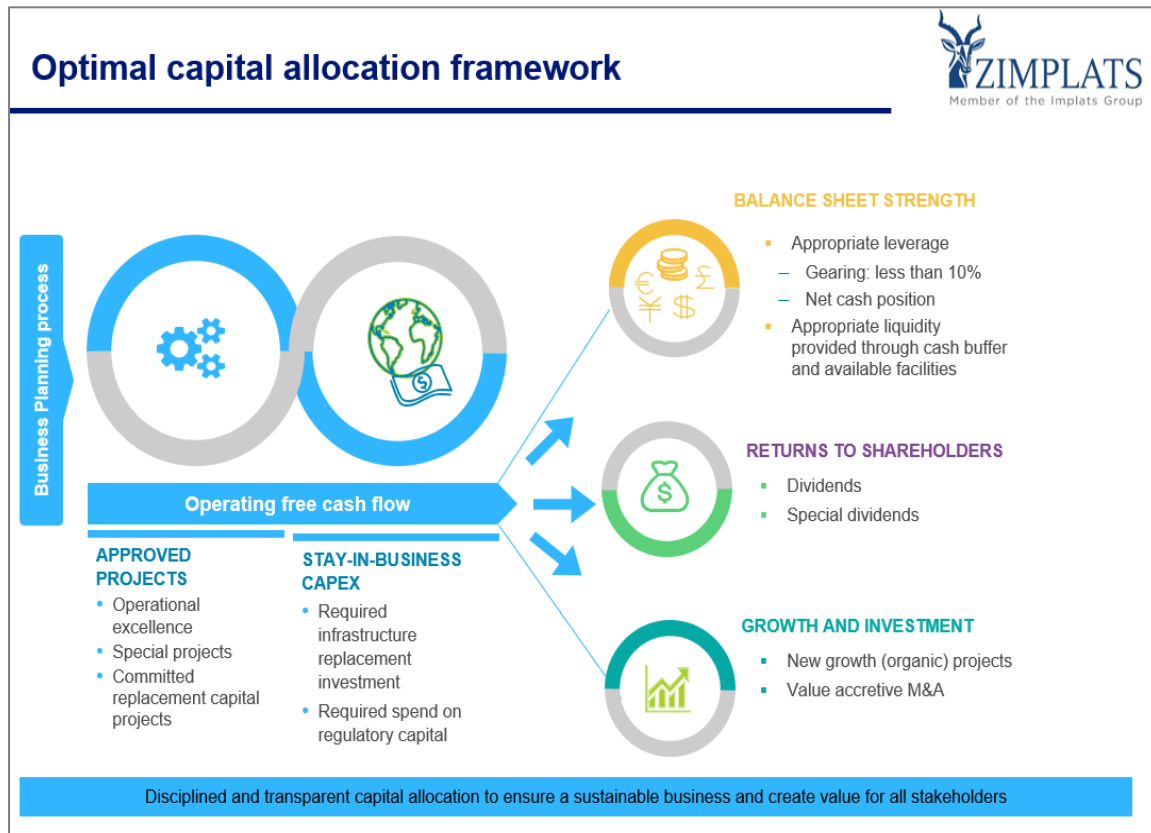 Optimal capital allocation framework
ZIMPLATS
Member of the Implats Group
Business Planning process
Operating free cash flow
APPROVED
PROJECTS
• Operational
excellence
• Special projects
• Committed
replacement capital
projects
STAY-IN-BUSINESS
CAPEX
• Required
infrastructure
replacement
investment
• Required spend on
regulatory capital
BALANCE SHEET STRENGTH
▪ Appropriate leverage
– Gearing: less than 10%
– Net cash position
▪ Appropriate liquidity
provided through cash buffer
and available facilities
€ £
¥ $
RETURNS TO SHAREHOLDERS
▪ Dividends
▪ Special dividends
$
$
GROWTH AND INVESTMENT
▪ New growth (organic) projects
▪ Value accretive M&A
Disciplined and transparent capital allocation to ensure a sustainable business and create value for all stakeholders